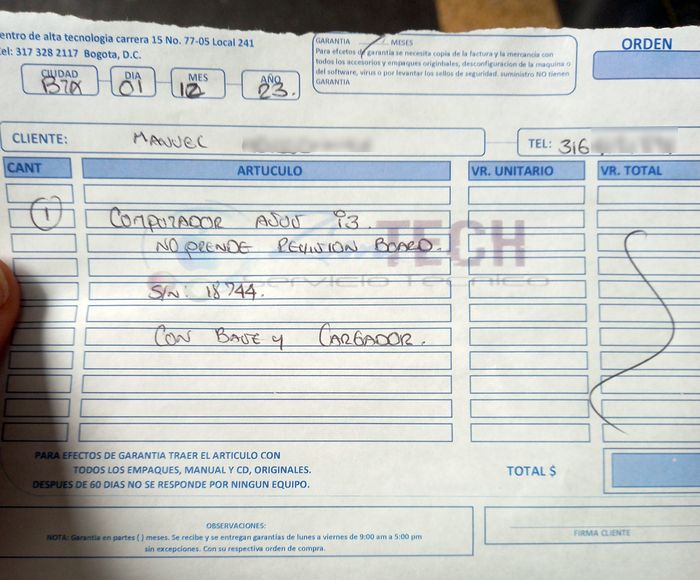 entro de alta tecnologia carrera 15 No. 77-05 Local 241
el: 317 328 2117 Bogota, D.C.
CIUDAD
BTA
DIA
01
MES
12
AÑO
23.
GARANTIA MESES
Para efcetos de garantia se necesita copia de la factura y la mercancia con
todos los accesorios y empaques originbales, desconfiguracion de la maquina o
del software, virus o por levantar los sellos de seguridad. suministro NO tienen
GARANTIA
ORDEN
CLIENTE: MANUEL
TEL: 316
CANT
ARTUCULO
VR. UNITARIO
VR. TOTAL
1 COMPUTADOR ASUS i3.
NO PRENDE REVISION BOARD.
TECH
Servicio Técnico
S/N: 18744.
CON BASE Y CARGADOR.
PARA EFECTOS DE GARANTIA TRAER EL ARTICULO CON
TODOS LOS EMPAQUES, MANUAL Y CD, ORIGINALES.
DESPUES DE 60 DIAS NO SE RESPONDE POR NINGUN EQUIPO.
TOTAL $
OBSERVACIONES:
NOTA: Garantia en partes ( ) meses. Se recibe y se entregan garantias de lunes a viernes de 9:00 am a 5:00 pm
sin excepciones. Con su respectiva orden de compra.
FIRMA CLIENTE